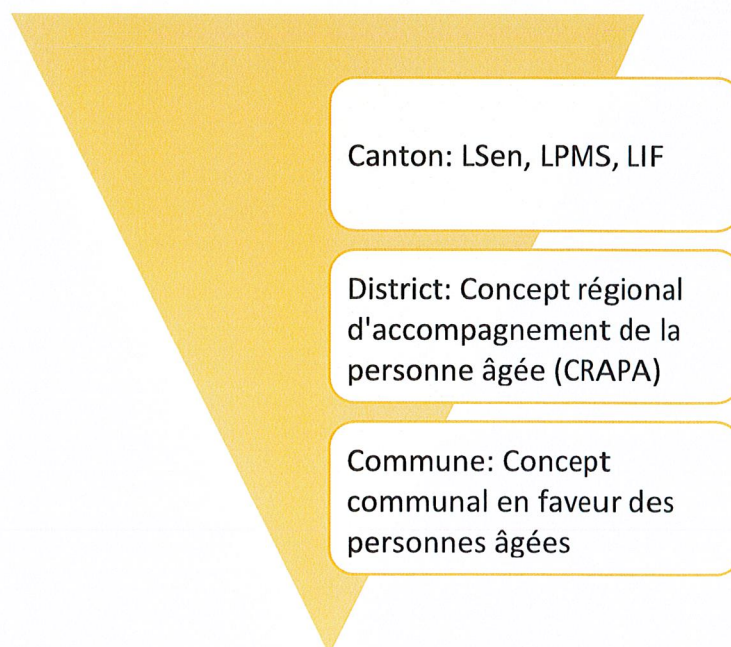 Canton: LSen, LPMS, LIF
District: Concept régional
d'accompagnement de la
personne âgée (CRAPA)
Commune: Concept
communal en faveur des
personnes âgées